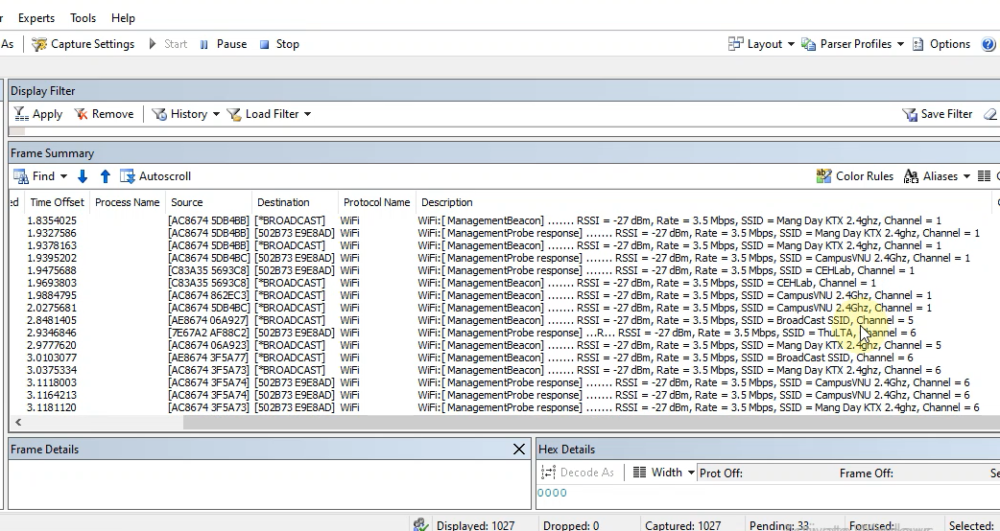 r Experts Tools Help
As Capture Settings Start Pause Stop Layout Parser Profiles Options
Display Filter
Apply Remove History Load Filter Save Filter
Frame Summary
Find Autoscroll Color Rules Aliases
ed Time Offset Process Name Source Destination Protocol Name Description
1.8354025 [AC8674 5DB4BB] [*BROADCAST] WiFi WiFi:[ ManagementBeacon] ....... RSSI = -27 dBm, Rate = 3.5 Mbps, SSID = Mang Day KTX 2.4ghz, Channel = 1
1.9327586 [AC8674 5DB4BB] [502B73 E9E8AD] WiFi WiFi:[ ManagementProbe response] ....... RSSI = -27 dBm, Rate = 3.5 Mbps, SSID = Mang Day KTX 2.4ghz, Channel = 1
1.9378163 [AC8674 5DB4BB] [*BROADCAST] WiFi WiFi:[ ManagementBeacon] ....... RSSI = -27 dBm, Rate = 3.5 Mbps, SSID = Mang Day KTX 2.4ghz, Channel = 1
1.9395202 [AC8674 5DB4BC] [502B73 E9E8AD] WiFi WiFi:[ ManagementProbe response] ....... RSSI = -27 dBm, Rate = 3.5 Mbps, SSID = CampusVNU 2.4Ghz, Channel = 1
1.9475688 [C83A35 5693C8] [502B73 E9E8AD] WiFi WiFi:[ ManagementProbe response] ....... RSSI = -27 dBm, Rate = 3.5 Mbps, SSID = CEHLab, Channel = 1
1.9693803 [C83A35 5693C8] [*BROADCAST] WiFi WiFi:[ ManagementBeacon] ....... RSSI = -27 dBm, Rate = 3.5 Mbps, SSID = CEHLab, Channel = 1
1.9884795 [AC8674 862EC3] [*BROADCAST] WiFi WiFi:[ ManagementBeacon] ....... RSSI = -27 dBm, Rate = 3.5 Mbps, SSID = CampusVNU 2.4Ghz, Channel = 1
2.0275681 [AC8674 5DB4BC] [*BROADCAST] WiFi WiFi:[ ManagementBeacon] ....... RSSI = -27 dBm, Rate = 3.5 Mbps, SSID = CampusVNU 2.4Ghz, Channel = 1
2.8481405 [AE8674 06A927] [*BROADCAST] WiFi WiFi:[ ManagementBeacon] ....... RSSI = -27 dBm, Rate = 3.5 Mbps, SSID = BroadCast SSID, Channel = 5
2.9346846 [7E67A2 AF88C2] [502B73 E9E8AD] WiFi WiFi:[ ManagementProbe response] ...R.... RSSI = -27 dBm, Rate = 3.5 Mbps, SSID = ThuLTA, Channel = 6
2.9777620 [AC8674 06A923] [*BROADCAST] WiFi WiFi:[ ManagementBeacon] ....... RSSI = -27 dBm, Rate = 3.5 Mbps, SSID = Mang Day KTX 2.4ghz, Channel = 5
3.0103077 [AE8674 3F5A77] [*BROADCAST] WiFi WiFi:[ ManagementBeacon] ....... RSSI = -27 dBm, Rate = 3.5 Mbps, SSID = BroadCast SSID, Channel = 6
3.0375334 [AC8674 3F5A73] [*BROADCAST] WiFi WiFi:[ ManagementBeacon] ....... RSSI = -27 dBm, Rate = 3.5 Mbps, SSID = Mang Day KTX 2.4ghz, Channel = 6
3.1118003 [AC8674 3F5A74] [502B73 E9E8AD] WiFi WiFi:[ ManagementProbe response] ....... RSSI = -27 dBm, Rate = 3.5 Mbps, SSID = CampusVNU 2.4Ghz, Channel = 6
3.1164213 [AC8674 3F5A74] [502B73 E9E8AD] WiFi WiFi:[ ManagementProbe response] ....... RSSI = -27 dBm, Rate = 3.5 Mbps, SSID = CampusVNU 2.4Ghz, Channel = 6
3.1181120 [AC8674 3F5A73] [502B73 E9E8AD] WiFi WiFi:[ ManagementProbe response] ....... RSSI = -27 dBm, Rate = 3.5 Mbps, SSID = Mang Day KTX 2.4ghz, Channel = 6
Frame Details Hex Details
Decode As Width Prot Off: Frame Off: Se
0000
Displayed: 1027 Dropped: 0 Captured: 1027 Pending: 33 Focused: Selected: